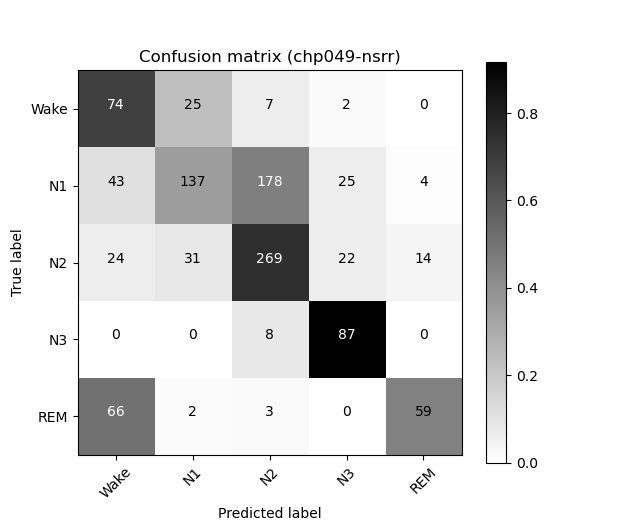 Confusion matrix (chp049-nsrr)
Wake 74 25 7 2 0
N1 43 137 178 25 4
N2 24 31 269 22 14
N3 0 0 8 87 0
REM 66 2 3 0 59
Wake N1 N2 N3 REM
True label
Predicted label
0.8
0.6
0.4
0.2
0.0